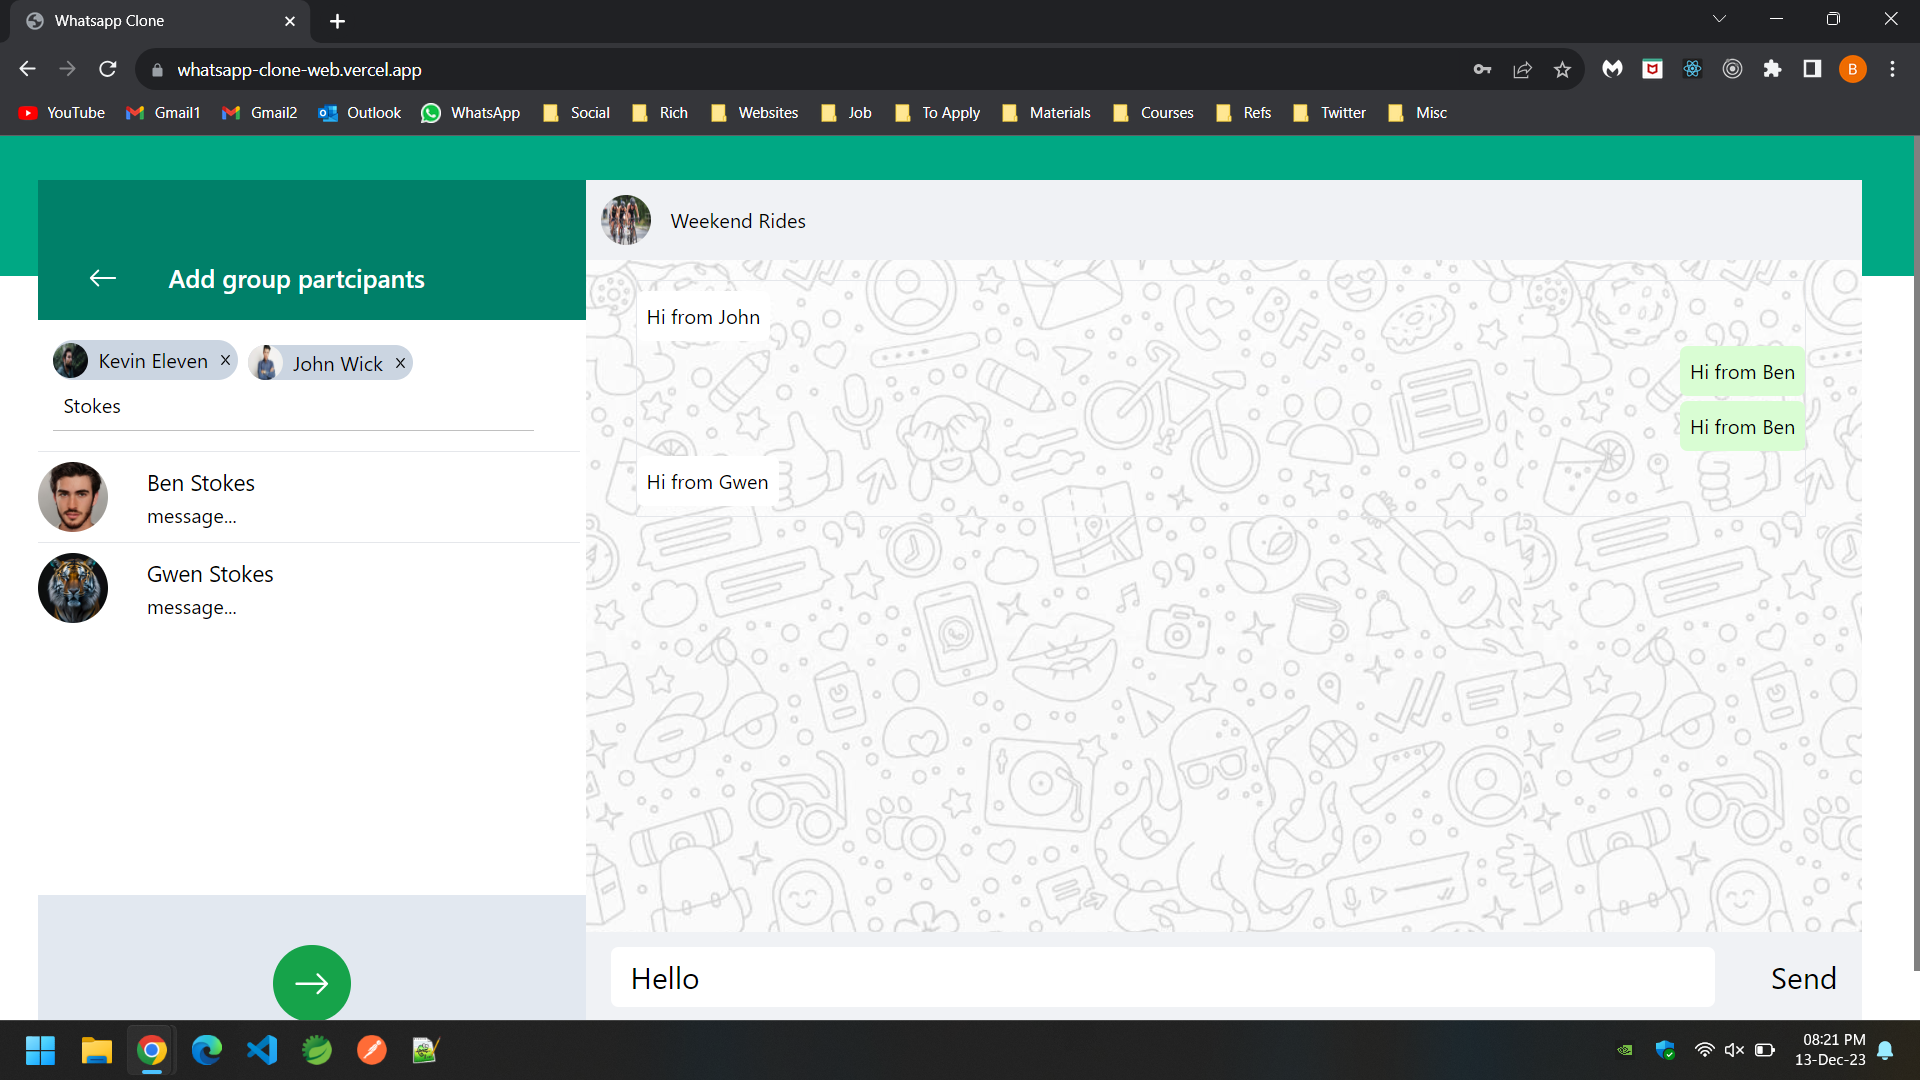 Whatsapp Clone
whatsapp-clone-web.vercel.app
B
YouTube Gmail1 Gmail2 Outlook WhatsApp Social Rich Websites Job To Apply Materials Courses Refs Twitter Misc
Add group partcipants
Kevin Eleven × John Wick ×
Stokes
Ben Stokes
message...
Gwen Stokes
message...
Weekend Rides
Hi from John
Hi from Ben
Hi from Ben
Hi from Gwen
BFF
Hello
Send
08:21 PM
13-Dec-23